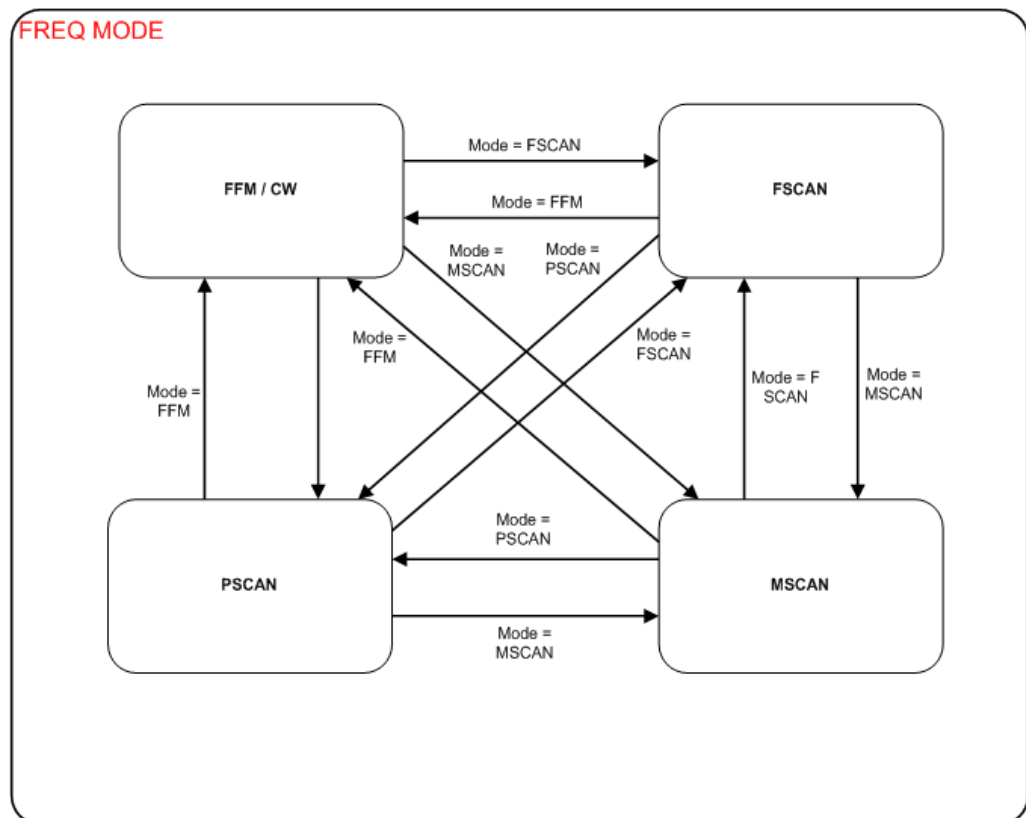 FREQ MODE
Mode = FSCAN
FFM / CW
FSCAN
Mode = FFM
Mode =
MSCAN
Mode =
PSCAN
Mode =
FFM
Mode =
FSCAN
Mode =
FFM
Mode = F
SCAN
Mode =
MSCAN
Mode =
PSCAN
PSCAN
MSCAN
Mode =
MSCAN